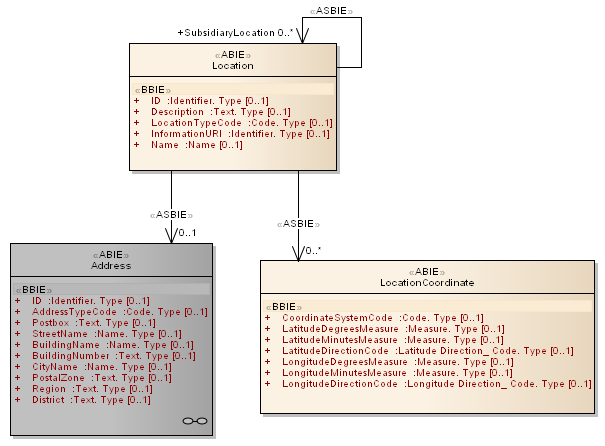 «ASBIE»
+SubsidiaryLocation 0..*
«ABIE»
Location
«BBIE»
+ ID :Identifier. Type [0..1]
+ Description :Text. Type [0..1]
+ LocationTypeCode :Code. Type [0..1]
+ InformationURI :Identifier. Type [0..1]
+ Name :Name [0..1]
«ASBIE»
0..1
«ASBIE»
0..*
«ABIE»
Address
«BBIE»
+ ID :Identifier. Type [0..1]
+ AddressTypeCode :Code. Type [0..1]
+ Postbox :Text. Type [0..1]
+ StreetName :Name. Type [0..1]
+ BuildingName :Name. Type [0..1]
+ BuildingNumber :Text. Type [0..1]
+ CityName :Name. Type [0..1]
+ PostalZone :Text. Type [0..1]
+ Region :Text. Type [0..1]
+ District :Text. Type [0..1]
«ABIE»
LocationCoordinate
«BBIE»
+ CoordinateSystemCode :Code. Type [0..1]
+ LatitudeDegreesMeasure :Measure. Type [0..1]
+ LatitudeMinutesMeasure :Measure. Type [0..1]
+ LatitudeDirectionCode :Latitude Direction_ Code. Type [0..1]
+ LongitudeDegreesMeasure :Measure. Type [0..1]
+ LongitudeMinutesMeasure :Measure. Type [0..1]
+ LongitudeDirectionCode :Longitude Direction_ Code. Type [0..1]